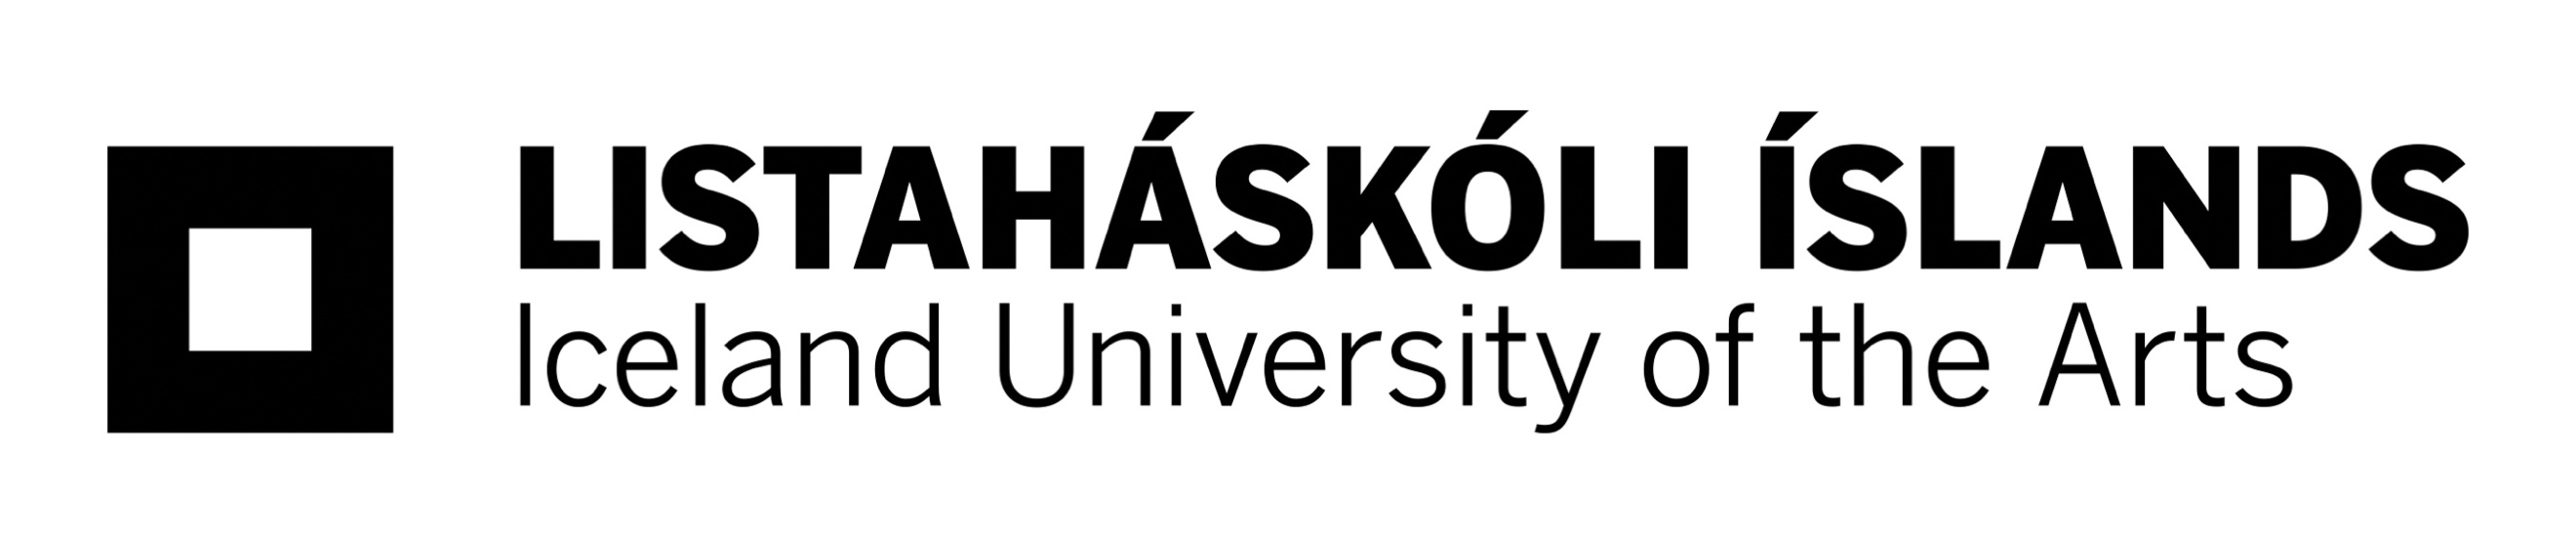 LISTAHÁSKÓLI ÍSLANDS
Iceland University of the Arts